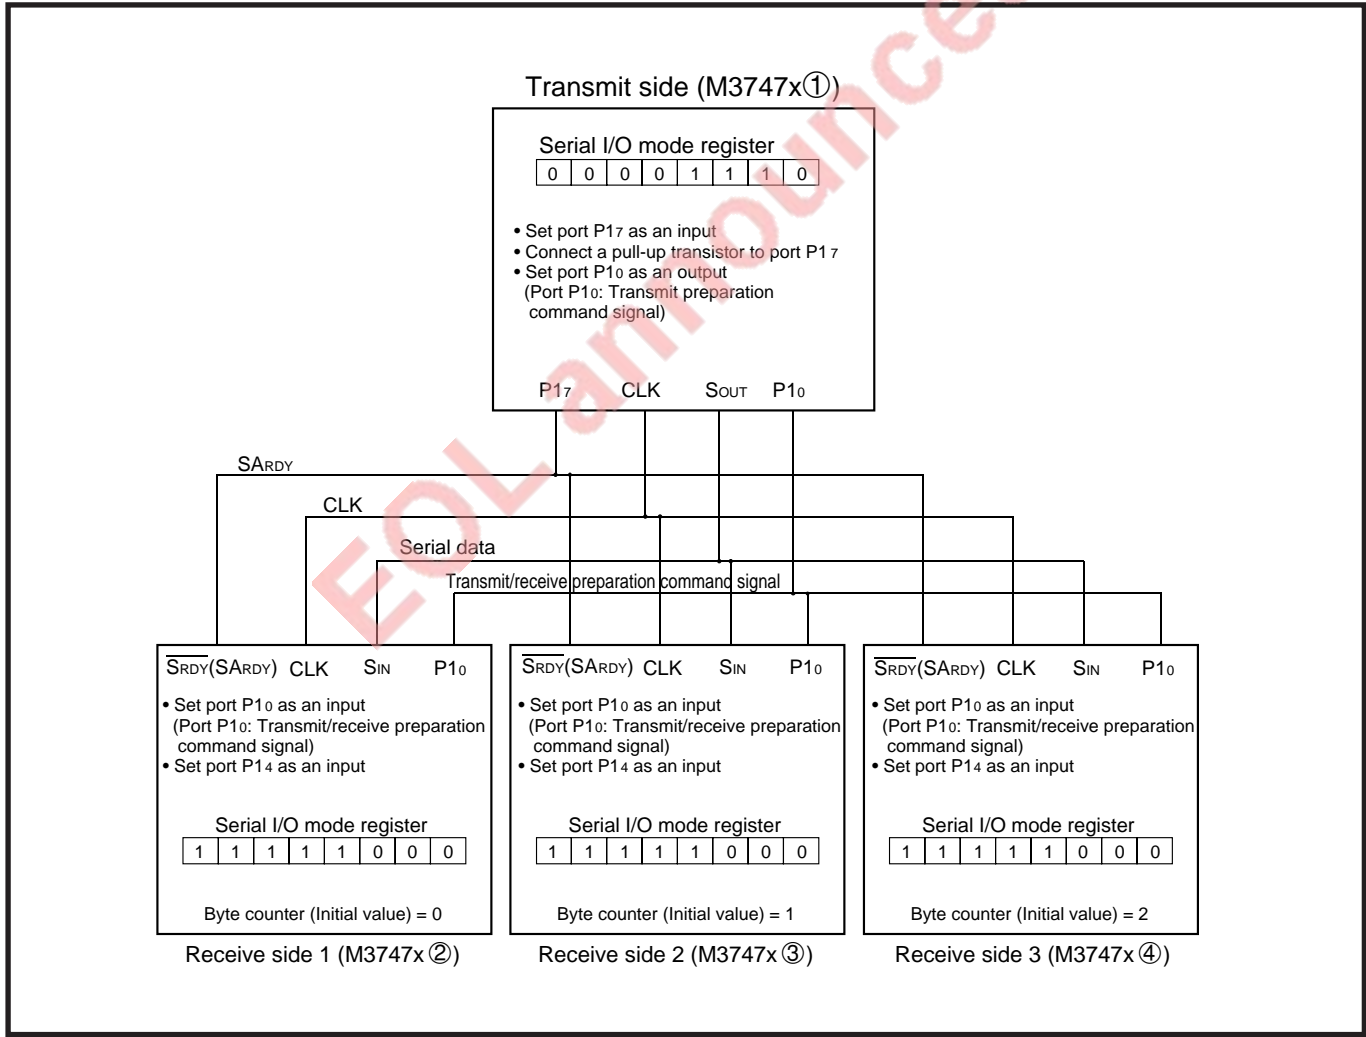 Transmit side (M3747x①)
Serial I/O mode register
0 0 0 0 1 1 1 0
• Set port P17 as an input
• Connect a pull-up transistor to port P17
• Set port P10 as an output
(Port P10: Transmit preparation
command signal)
P17 CLK SOUT P10
SARDY
CLK
Serial data
Transmit/receive preparation command signal
SRDY(SARDY) CLK SIN P10
• Set port P10 as an input
(Port P10: Transmit/receive preparation
command signal)
• Set port P14 as an input
Serial I/O mode register
1 1 1 1 1 0 0 0
Byte counter (Initial value) = 0
Receive side 1 (M3747x②)
SRDY(SARDY) CLK SIN P10
• Set port P10 as an input
(Port P10: Transmit/receive preparation
command signal)
• Set port P14 as an input
Serial I/O mode register
1 1 1 1 1 0 0 0
Byte counter (Initial value) = 1
Receive side 2 (M3747x③)
SRDY(SARDY) CLK SIN P10
• Set port P10 as an input
(Port P10: Transmit/receive preparation
command signal)
• Set port P14 as an input
Serial I/O mode register
1 1 1 1 1 0 0 0
Byte counter (Initial value) = 2
Receive side 3 (M3747x④)
EOL announce